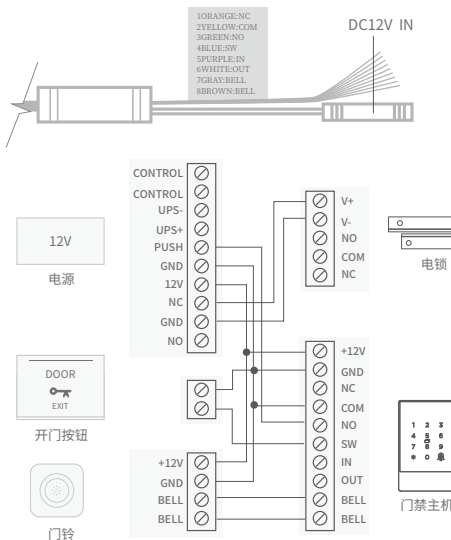 1ORANGE:NC
2YELLOW:COM
3GREEN:NO
4BLUE:SW
5PURPLE:IN
6WHITE:OUT
7GRAY:BELL
8BROWN:BELL
DC12V IN
CONTROL
CONTROL
UPS-
UPS+
PUSH
GND
12V
NC
GND
NO
V+
V-
NO
COM
NC
12V
电源
电锁
DOOR
EXIT
开门按钮
+12V
GND
NC
COM
NO
SW
IN
OUT
BELL
BELL
1 2 3
4 5 6
7 8 9
* 0
门禁主机
+12V
GND
BELL
BELL
门铃